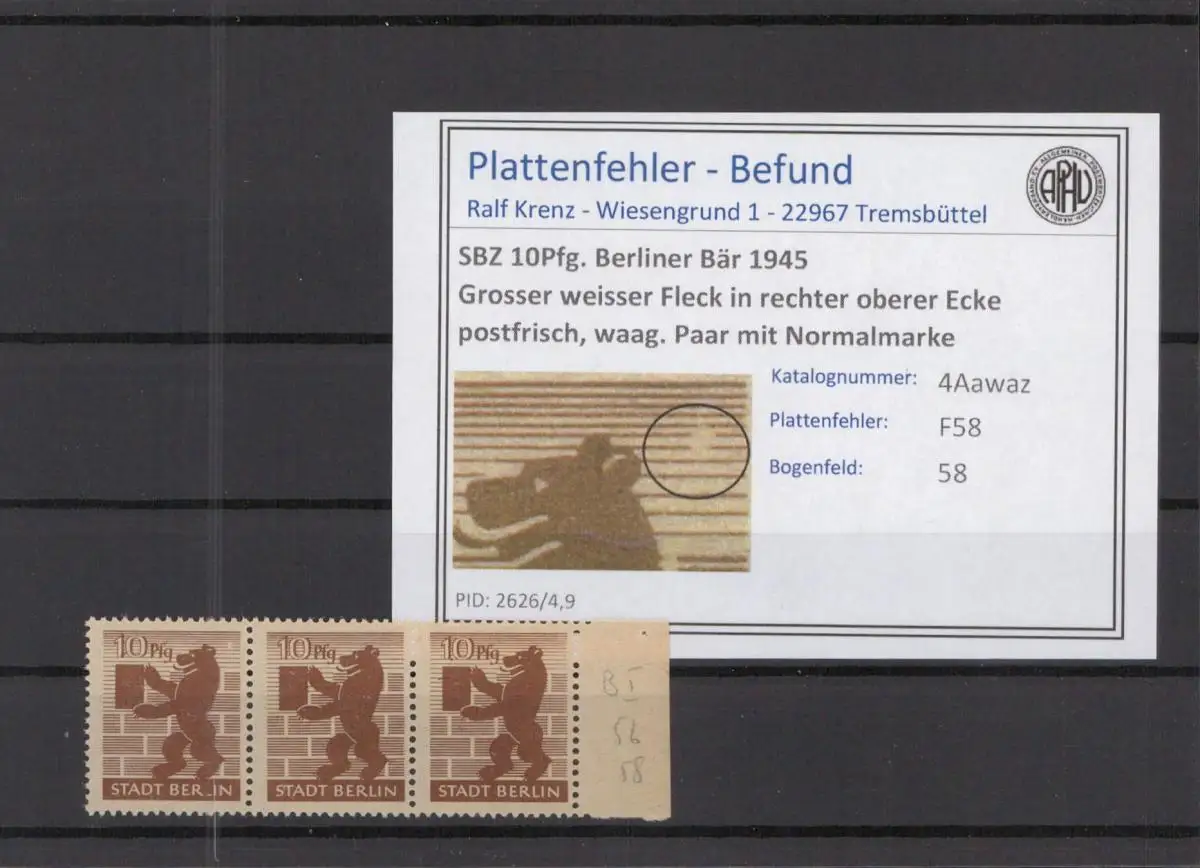 Plattenfehler - Befund
Ralf Krenz - Wiesengrund 1 - 22967 Tremsbüttel
APHV
SBZ 10Pfg. Berliner Bär 1945
Grosser weisser Fleck in rechter oberer Ecke
postfrisch, waag. Paar mit Normalmarke
Katalognummer: 4Aawaz
Plattenfehler: F58
Bogenfeld: 58
PID: 2626/4,9
10 Pfg 10 Pfg 10 Pfg
STADT BER_IN STADT BERLIN STADT BERLIN
B I
56
58